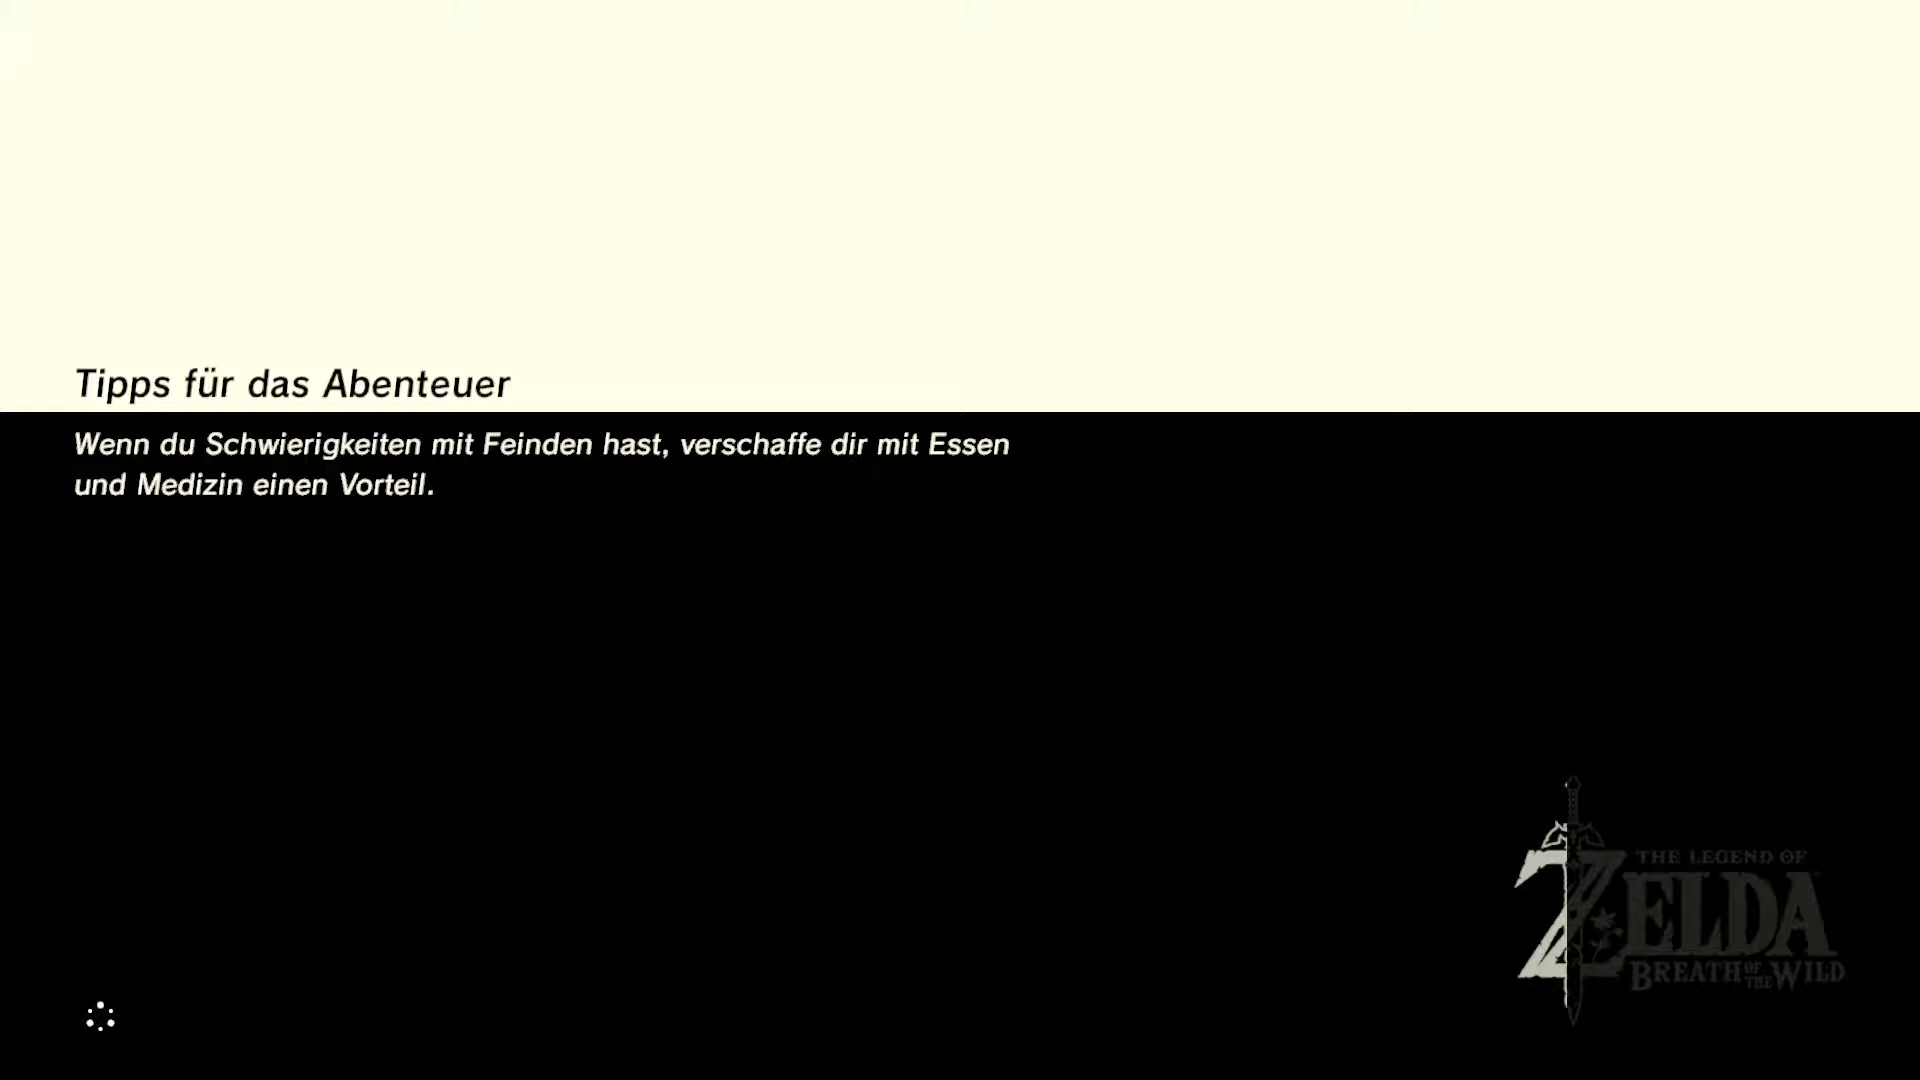 Tipps für das Abenteuer
Wenn du Schwierigkeiten mit Feinden hast, verschaffe dir mit Essen
und Medizin einen Vorteil.
THE LEGEND OF
ZELDA
BREATH OF THE WILD